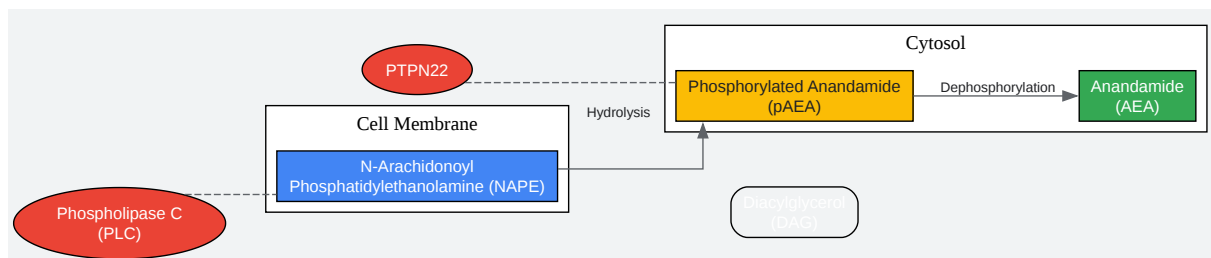 Cytosol
PTPN22
Phosphorylated Anandamide
(pAEA)
Dephosphorylation
Anandamide
(AEA)
Hydrolysis
Cell Membrane
N-Arachidonoyl
Phosphatidylethanolamine (NAPE)
Phospholipase C
(PLC)
Diacylglycerol
(DAG)